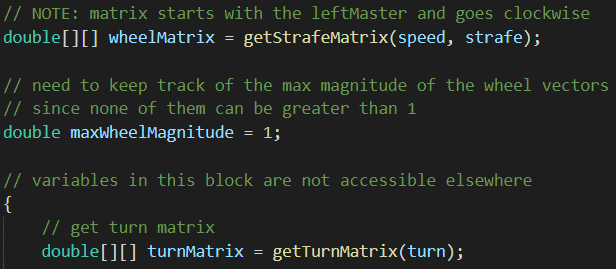 // NOTE: matrix starts with the leftMaster and goes clockwise
double[][] wheelMatrix = getStrafeMatrix(speed, strafe);
// need to keep track of the max magnitude of the wheel vectors
// since none of them can be greater than 1
double maxWheelMagnitude = 1;
// variables in this block are not accessible elsewhere
{
// get turn matrix
double[][] turnMatrix = getTurnMatrix(turn);